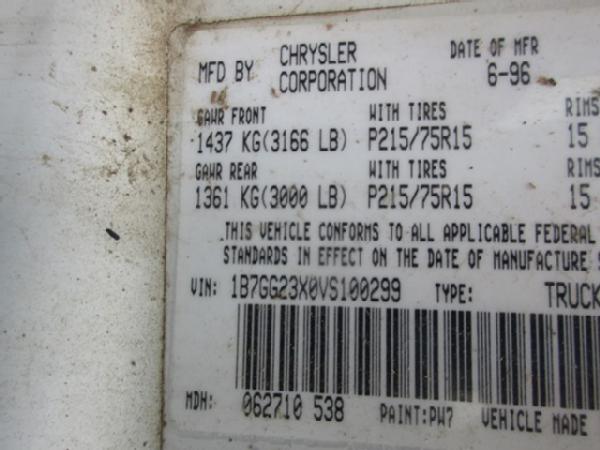 MFD BY CHRYSLER CORPORATION DATE OF MFR 6-96
GAWR FRONT WITH TIRES RIMS
1437 KG(3166 LB) P215/75R15 15
GAWR REAR WITH TIRES RIMS
1361 KG(3000 LB) P215/75R15 15
THIS VEHICLE CONFORMS TO ALL APPLICABLE FEDERAL
STANDARDS IN EFFECT ON THE DATE OF MANUFACTURE
VIN: 1B7GG23X0VS100299 TYPE: TRUCK
MDH: 062710 538 PAINT:PW7 VEHICLE MADE